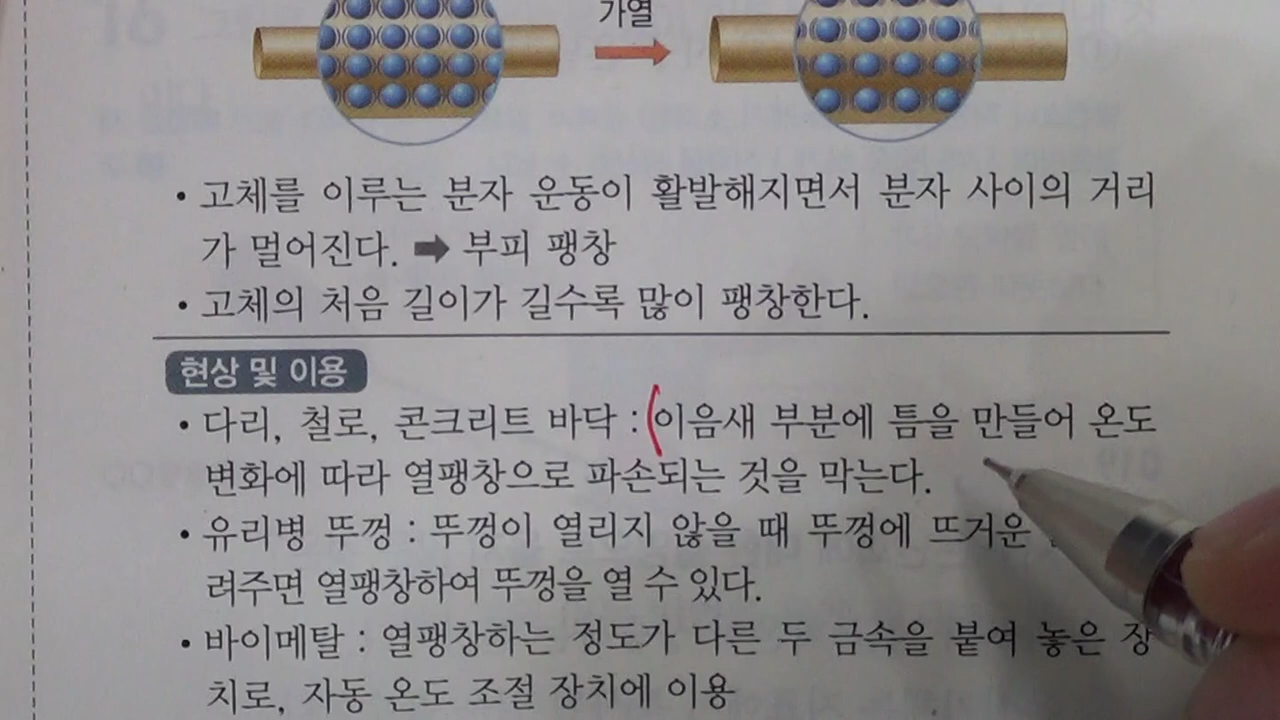 가열
• 고체를 이루는 분자 운동이 활발해지면서 분자 사이의 거리
가 멀어진다. ➡ 부피 팽창
• 고체의 처음 길이가 길수록 많이 팽창한다.
현상 및 이용
• 다리, 철로, 콘크리트 바닥 : 이음새 부분에 틈을 만들어 온도
변화에 따라 열팽창으로 파손되는 것을 막는다.
• 유리병 뚜껑 : 뚜껑이 열리지 않을 때 뚜껑에 뜨거운
려주면 열팽창하여 뚜껑을 열 수 있다.
• 바이메탈 : 열팽창하는 정도가 다른 두 금속을 붙여 놓은 장
치로, 자동 온도 조절 장치에 이용